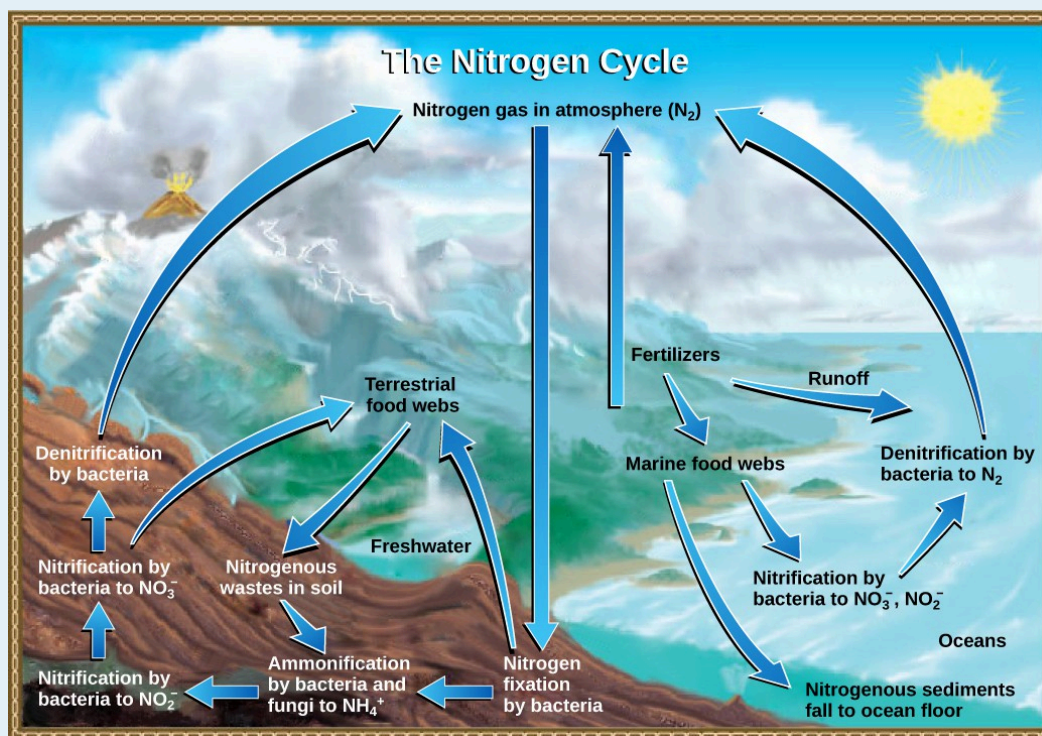 The Nitrogen Cycle
Nitrogen gas in atmosphere (N₂)
Fertilizers
Runoff
Terrestrial
food webs
Denitrification
by bacteria
Marine food webs
Denitrification by
bacteria to N₂
Freshwater
Nitrification by
bacteria to NO₃⁻
Nitrogenous
wastes in soil
Nitrification by
bacteria to NO₃⁻, NO₂⁻
Oceans
Nitrification by
bacteria to NO₂⁻
Ammonification
by bacteria and
fungi to NH₄⁺
Nitrogen
fixation
by bacteria
Nitrogenous sediments
fall to ocean floor